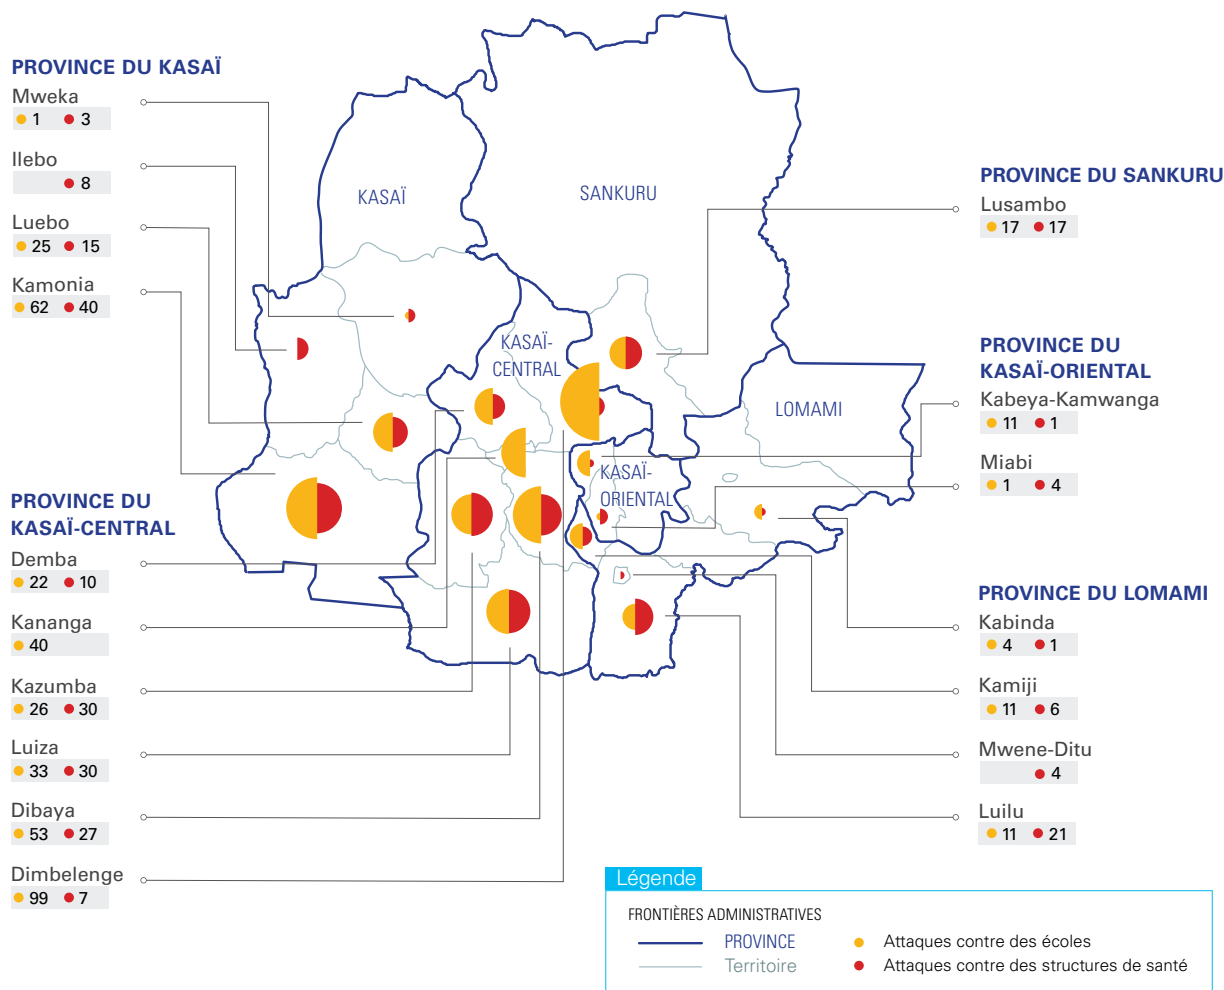 PROVINCE DU KASAÏ
Mweka
1 3
Ilebo
8
Luebo
25 15
Kamonia
62 40
PROVINCE DU
KASAÏ-CENTRAL
Demba
22 10
Kananga
40
Kazumba
26 30
Luiza
33 30
Dibaya
53 27
Dimbelenge
99 7
KASAÏ
SANKURU
KASAÏ-
CENTRAL
LOMAMI
KASAÏ-
ORIENTAL
PROVINCE DU SANKURU
Lusambo
17 17
PROVINCE DU
KASAÏ-ORIENTAL
Kabeya-Kamwanga
11 1
Miabi
1 4
PROVINCE DU LOMAMI
Kabinda
4 1
Kamiji
11 6
Mwene-Ditu
4
Luilu
11 21
Légende
FRONTIÈRES ADMINISTRATIVES
PROVINCE
Territoire
Attaques contre des écoles
Attaques contre des structures de santé